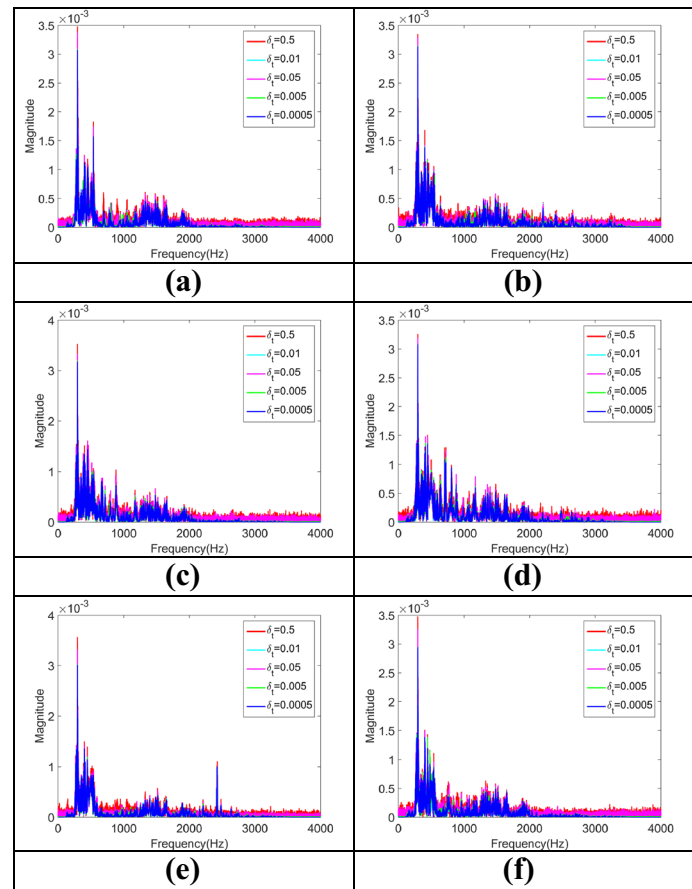 ×10⁻³
3.5
3
2.5
2
1.5
1
0.5
0
Magnitude
0 1000 2000 3000 4000
Frequency(Hz)
δt=0.5
δt=0.01
δt=0.05
δt=0.005
δt=0.0005
(a)
×10⁻³
3.5
3
2.5
2
1.5
1
0.5
0
Magnitude
0 1000 2000 3000 4000
Frequency(Hz)
δt=0.5
δt=0.01
δt=0.05
δt=0.005
δt=0.0005
(b)
×10⁻³
4
3
2
1
0
Magnitude
0 1000 2000 3000 4000
Frequency(Hz)
δt=0.5
δt=0.01
δt=0.05
δt=0.005
δt=0.0005
(c)
×10⁻³
3.5
3
2.5
2
1.5
1
0.5
0
Magnitude
0 1000 2000 3000 4000
Frequency(Hz)
δt=0.5
δt=0.01
δt=0.05
δt=0.005
δt=0.0005
(d)
×10⁻³
4
3
2
1
0
Magnitude
0 1000 2000 3000 4000
Frequency(Hz)
δt=0.5
δt=0.01
δt=0.05
δt=0.005
δt=0.0005
(e)
×10⁻³
3.5
3
2.5
2
1.5
1
0.5
0
Magnitude
0 1000 2000 3000 4000
Frequency(Hz)
δt=0.5
δt=0.01
δt=0.05
δt=0.005
δt=0.0005
(f)